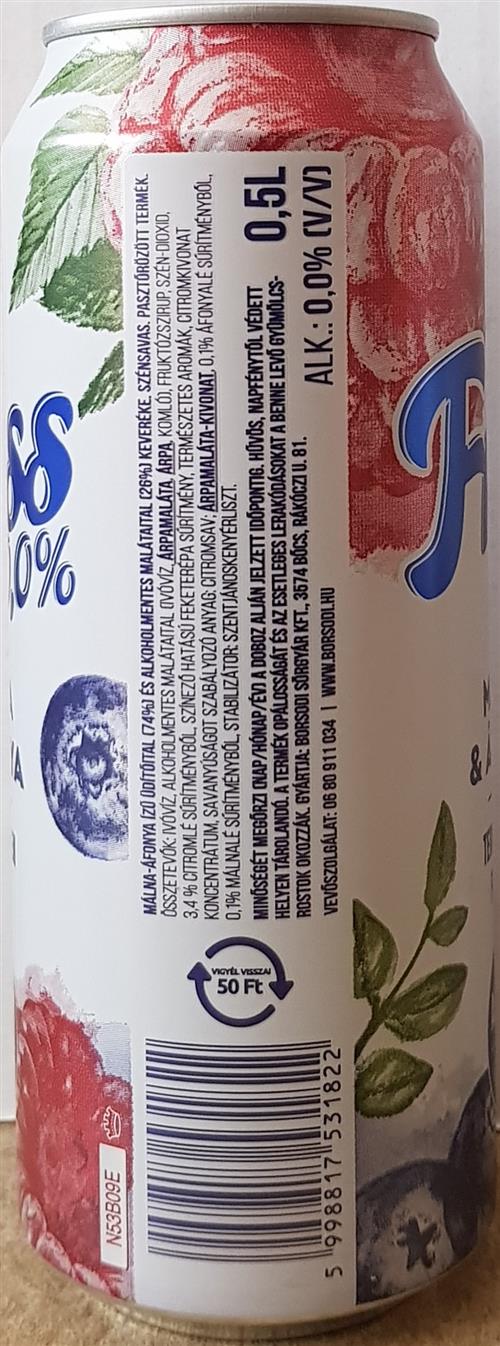 MÁLNA-ÁFONYA ÍZŰ ÜDÍTŐITAL (74%) ÉS ALKOHOLMENTES MALÁTAITAL (26%) KEVERÉKE. SZÉNSAVAS. PASZTŐRÖZÖTT TERMÉK.
ÖSSZETEVŐK: IVÓVÍZ, ALKOHOLMENTES MALÁTAITAL (IVÓVÍZ, ÁRPAMALÁTA, ÁRPA, KOMLÓ), FRUKTÓZSZIRUP, SZÉN-DIOXID,
3,4 % CITROMLÉ SŰRÍTMÉNYBŐL, SZÍNEZŐ HATÁSÚ FEKETERÉPA SŰRÍTMÉNY, TERMÉSZETES AROMÁK, CITROMKIVONAT
KONCENTRÁTUM, SAVANYÚSÁGOT SZABÁLYOZÓ ANYAG: CITROMSAV; ÁRPAMALÁTA-KIVONAT, 0,1% ÁFONYALÉ SŰRÍTMÉNYBŐL,
0,1% MÁLNALÉ SŰRÍTMÉNYBŐL, STABILIZÁTOR: SZENTJÁNOSKENYÉRLISZT.
MINŐSÉGÉT MEGŐRZI (NAP/HÓNAP/ÉV) A DOBOZ ALJÁN JELZETT IDŐPONTIG. HŰVÖS, NAPFÉNYTŐL VÉDETT
HELYEN TÁROLANDÓ. A TERMÉK OPÁLOSSÁGÁT ÉS AZ ESETLEGES LERAKÓDÁSOKAT A BENNE LEVŐ GYÜMÖLCS-
ROSTOK OKOZZÁK. GYÁRTJA: BORSODI SÖRGYÁR KFT., 3574 BŐCS, RÁKÓCZI U. 81.
VEVŐSZOLGÁLAT: 06 80 911 034 | WWW.BORSODI.HU
0,5L
ALK.: 0,0% (V/V)
VIGYÉL VISSZA!
50 Ft
5 998817 531822
N53B09E
ss
,0%
&